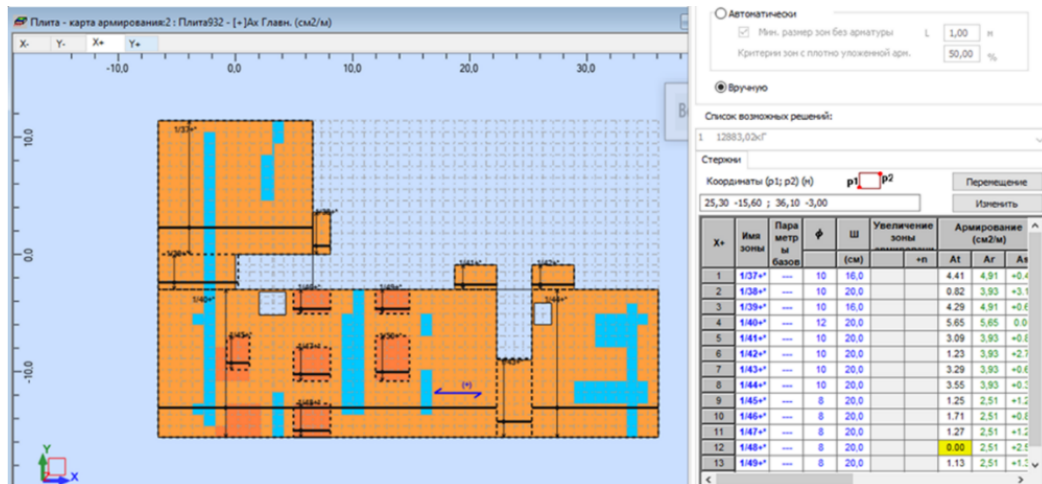 Плита - карта армирования:2 : Плита932 - [+]Ax Главн. (см2/м)
X- Y- X+ Y+
-10,0 0,0 10,0 20,0 30,0
10,0
0,0
-10,0
1/37+*
1/40+*
1/44+*
(+)
Y
X
Автоматически
Мин. размер зон без арматуры L 1,00 м
Критерии зон с плотно уложенной арм. 50,00 %
Вручную
Список возможных решений:
1 12883,02кГ
Стержни
Координаты (p1; p2) (м) p1 p2 Перемещение
25,30 -15,60 ; 36,10 -3,00 Изменить
X+ Имя зоны Пара метр ы базов ϕ Ш (см) Увеличение зоны +n Армирование (см2/м) At Ar
1 1/37+* --- 10 16,0 4.41 4,91
2 1/38+* --- 10 20,0 0.82 3,93
3 1/39+* --- 10 16,0 4.29 4,91
4 1/40+* --- 12 20,0 5.65 5,65 0.0
5 1/41+* --- 10 20,0 3.09 3,93
6 1/42+* --- 10 20,0 1.23 3,93
7 1/43+* --- 10 20,0 3.29 3,93
8 1/44+* --- 10 20,0 3.55 3,93
9 1/45+* --- 8 20,0 1.25 2,51
10 1/46+* --- 8 20,0 1.71 2,51
11 1/47+* --- 8 20,0 1.27 2,51
12 1/48+* --- 8 20,0 0.00 2,51
13 1/49+* --- 8 20,0 1.13 2,51